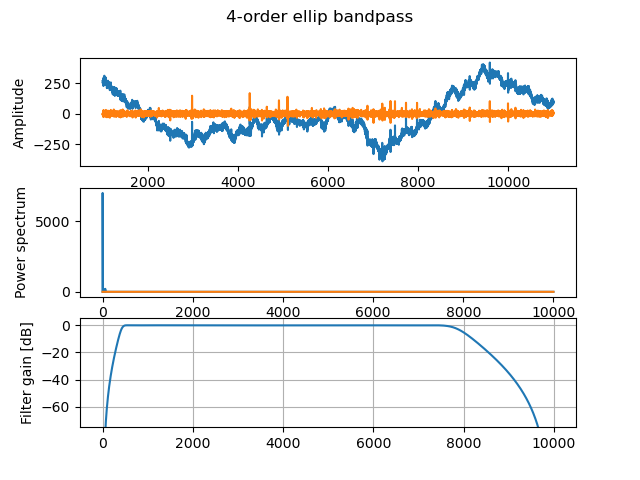 4-order ellip bandpass
Amplitude
250
0
−250
2000 4000 6000 8000 10000
Power spectrum
5000
0
0 2000 4000 6000 8000 10000
Filter gain [dB]
0
−20
−40
−60
0 2000 4000 6000 8000 10000